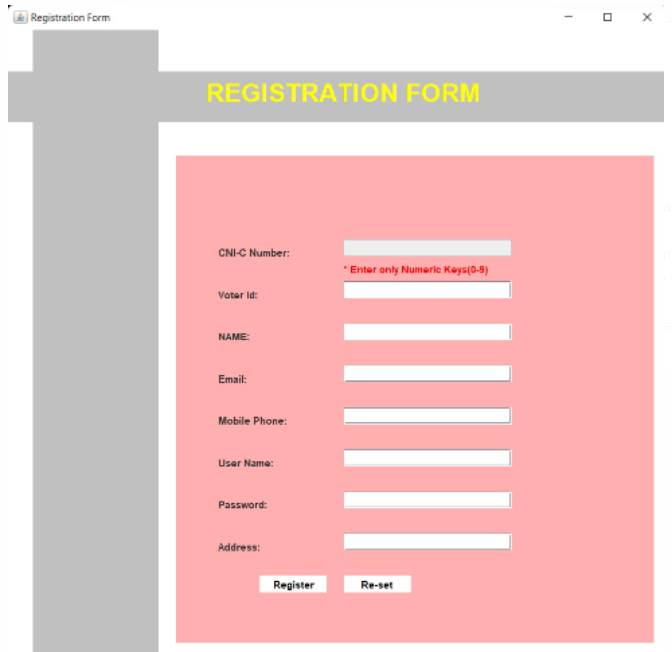 Registration Form
REGISTRATION FORM
CNI-C Number:
* Enter only Numeric Keys(0-9)
Voter Id:
NAME:
Email:
Mobile Phone:
User Name:
Password:
Address:
Register Re-set